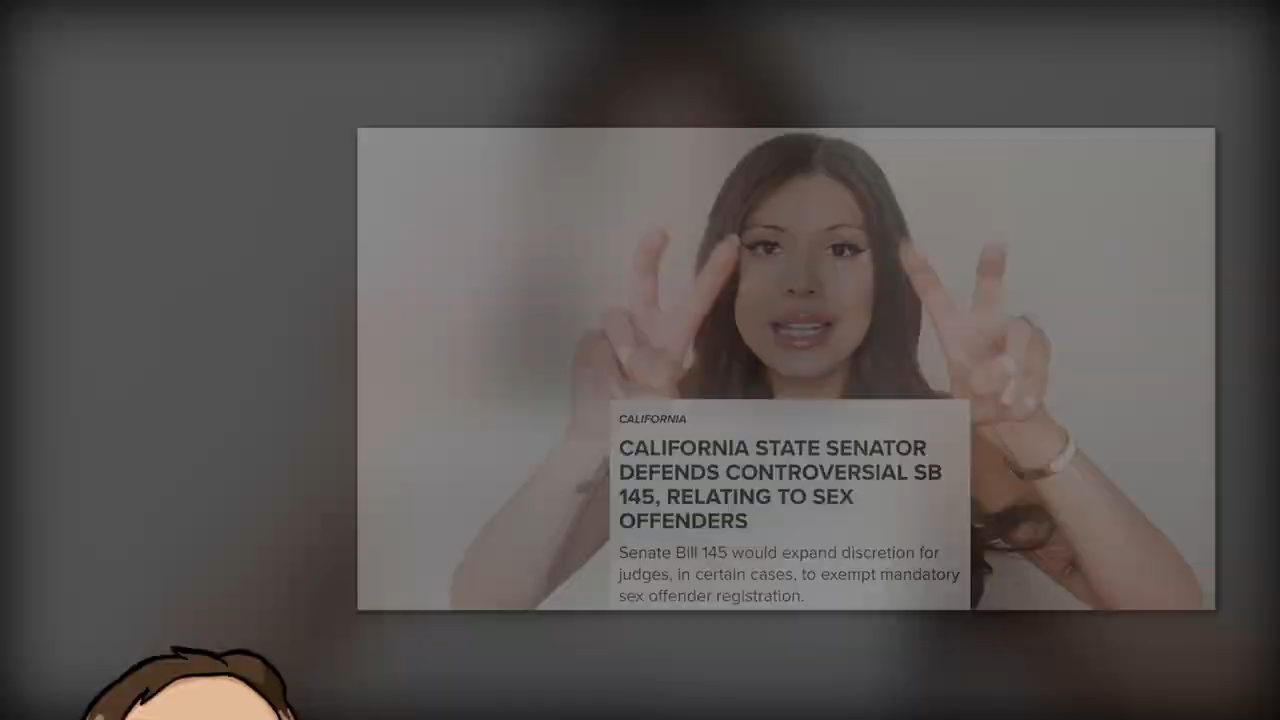 CALIFORNIA
CALIFORNIA STATE SENATOR
DEFENDS CONTROVERSIAL SB
145, RELATING TO SEX
OFFENDERS
Senate Bill 145 would expand discretion for
judges, in certain cases, to exempt mandatory
sex offender registration.